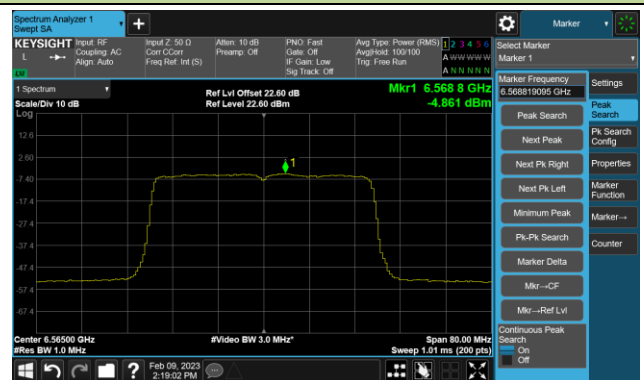 Spectrum Analyzer 1
Swept SA
Marker
KEYSIGHT
L
Input: RF
Coupling: AC
Align: Auto
Input Z: 50 Ω
Corr CCorr
Freq Ref: Int (S)
Atten: 10 dB
Preamp: Off
PNO: Fast
Gate: Off
IF Gain: Low
Sig Track: Off
Avg Type: Power (RMS)
Avg|Hold: 100/100
Trig: Free Run
1 2 3 4 5 6
A W W W W W
A N N N N N
Select Marker
Marker 1
1 Spectrum
Scale/Div 10 dB
Log
Ref Lvl Offset 22.60 dB
Ref Level 22.60 dBm
Mkr1 6.568 8 GHz
-4.861 dBm
12.6
2.60
-7.40
-17.4
-27.4
-37.4
-47.4
-57.4
-67.4
1
Center 6.56500 GHz
#Res BW 1.0 MHz
#Video BW 3.0 MHz*
Span 80.00 MHz
Sweep 1.01 ms (200 pts)
Marker Frequency
6.568819095 GHz
Peak Search
Next Peak
Next Pk Right
Next Pk Left
Minimum Peak
Pk-Pk Search
Marker Delta
Mkr→CF
Mkr→Ref Lvl
Continuous Peak
Search
On
Off
Settings
Peak
Search
Pk Search
Config
Properties
Marker
Function
Marker→
Counter
Feb 09, 2023
2:19:02 PM